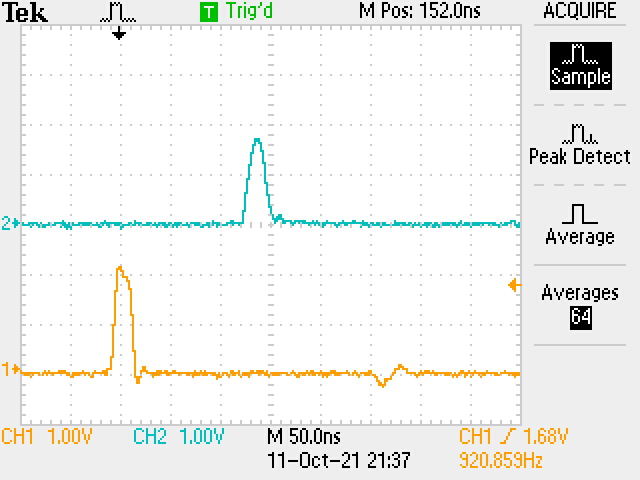 Tek T Trig'd M Pos: 152.0ns ACQUIRE
Sample
Peak Detect
2
Average
Averages
64
1
CH1 1.00V CH2 1.00V M 50.0ns CH1 1.68V
11-Oct-21 21:37 920.859Hz